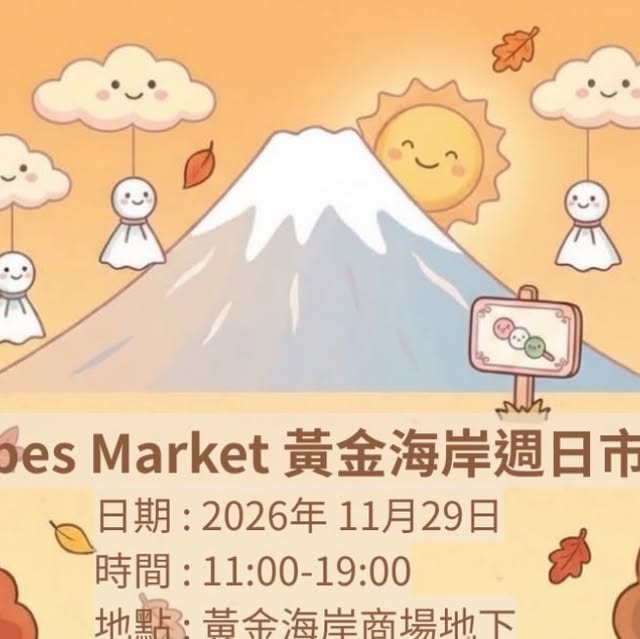 Market 黃金海岸週日市
日期 : 2026年 11月29日
時間 : 11:00-19:00
地點 : 黃金海岸商場地下